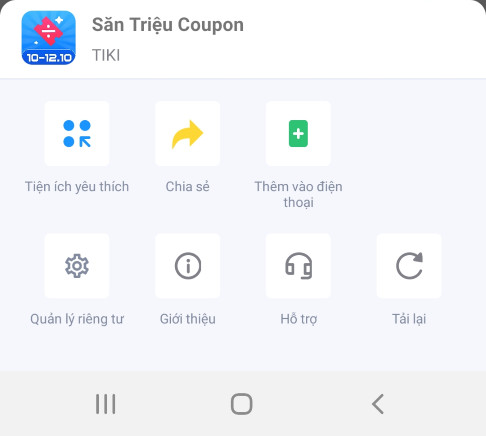 Săn Triệu Coupon
TIKI
10-12.10
Tiện ích yêu thích
Chia sẻ
Thêm vào điện
thoại
Quản lý riêng tư
Giới thiệu
Hỗ trợ
Tải lại